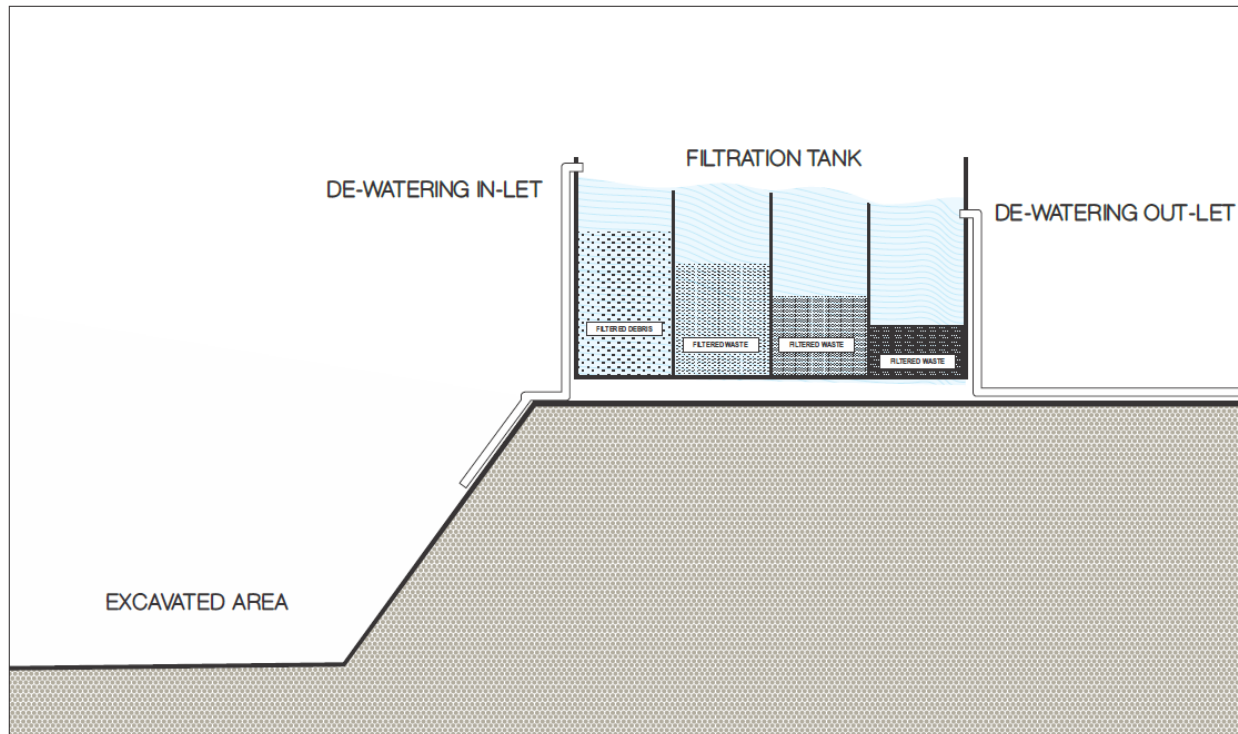 FILTRATION TANK
DE-WATERING IN-LET
DE-WATERING OUT-LET
FILTERED DEBRIS
FILTERED WASTE
FILTERED WASTE
FILTERED WASTE
EXCAVATED AREA